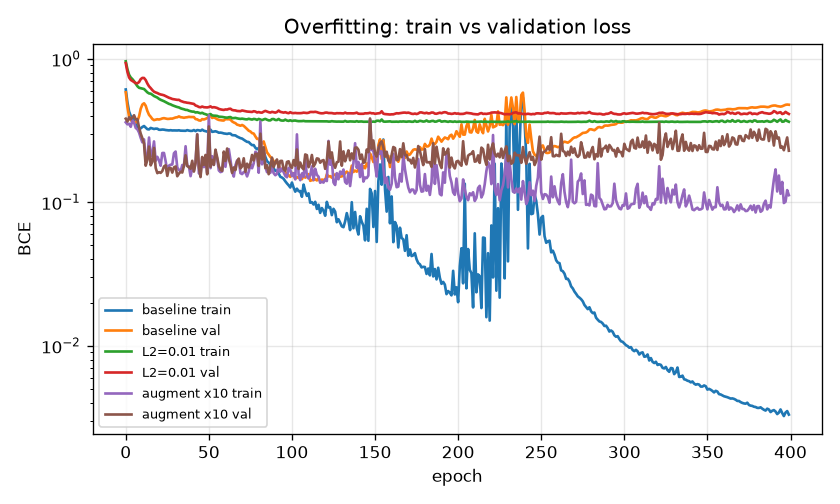 Overfitting: train vs validation loss
BCE
10⁰
10⁻¹
10⁻²
baseline train
baseline val
L2=0.01 train
L2=0.01 val
augment x10 train
augment x10 val
0 50 100 150 200 250 300 350 400
epoch